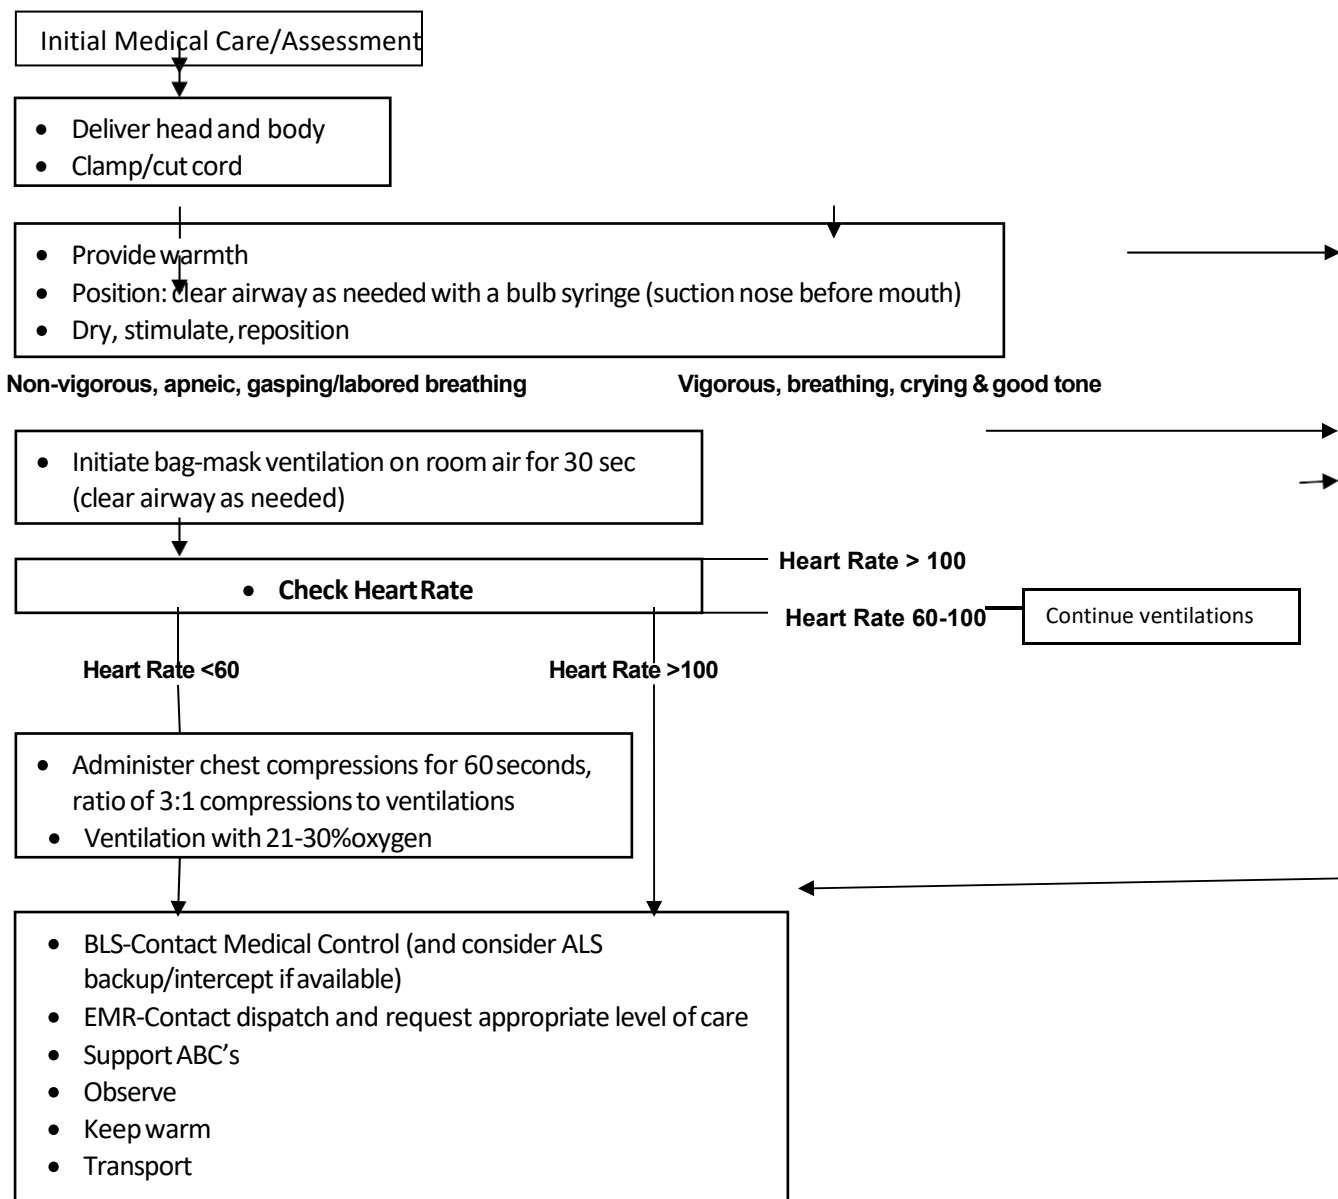 Initial Medical Care/Assessment
• Deliver head and body
• Clamp/cut cord
• Provide warmth
• Position: clear airway as needed with a bulb syringe (suction nose before mouth)
• Dry, stimulate, reposition
Non-vigorous, apneic, gasping/labored breathing
Vigorous, breathing, crying & good tone
• Initiate bag-mask ventilation on room air for 30 sec
(clear airway as needed)
Heart Rate > 100
• Check Heart Rate
Heart Rate 60-100
Continue ventilations
Heart Rate <60
Heart Rate >100
• Administer chest compressions for 60 seconds,
ratio of 3:1 compressions to ventilations
• Ventilation with 21-30% oxygen
• BLS-Contact Medical Control (and consider ALS
backup/intercept if available)
• EMR-Contact dispatch and request appropriate level of care
• Support ABC’s
• Observe
• Keep warm
• Transport